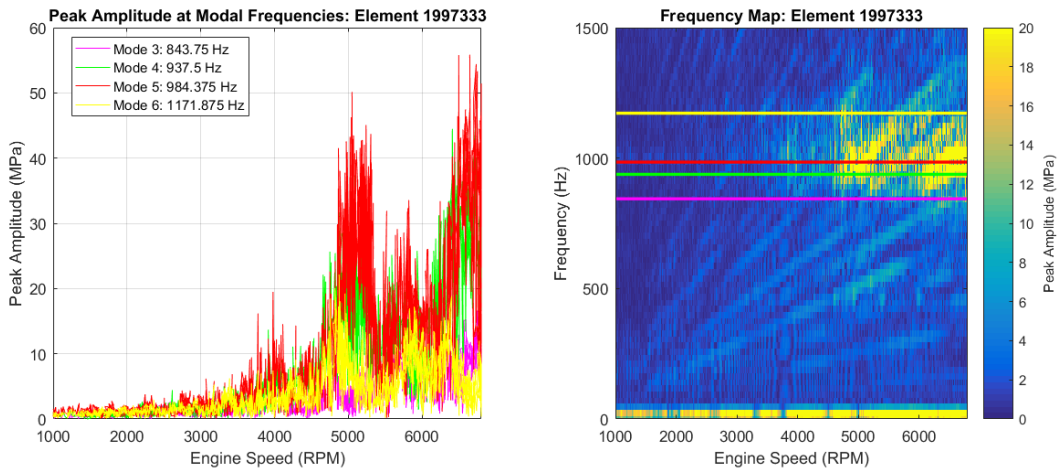 Peak Amplitude at Modal Frequencies: Element 1997333
60
50
40
30
20
10
0
Peak Amplitude (MPa)
Mode 3: 843.75 Hz
Mode 4: 937.5 Hz
Mode 5: 984.375 Hz
Mode 6: 1171.875 Hz
1000 2000 3000 4000 5000 6000
Engine Speed (RPM)
Frequency Map: Element 1997333
1500
1000
500
0
Frequency (Hz)
1000 2000 3000 4000 5000 6000
Engine Speed (RPM)
20
18
16
14
12
10
8
6
4
2
0
Peak Amplitude (MPa)